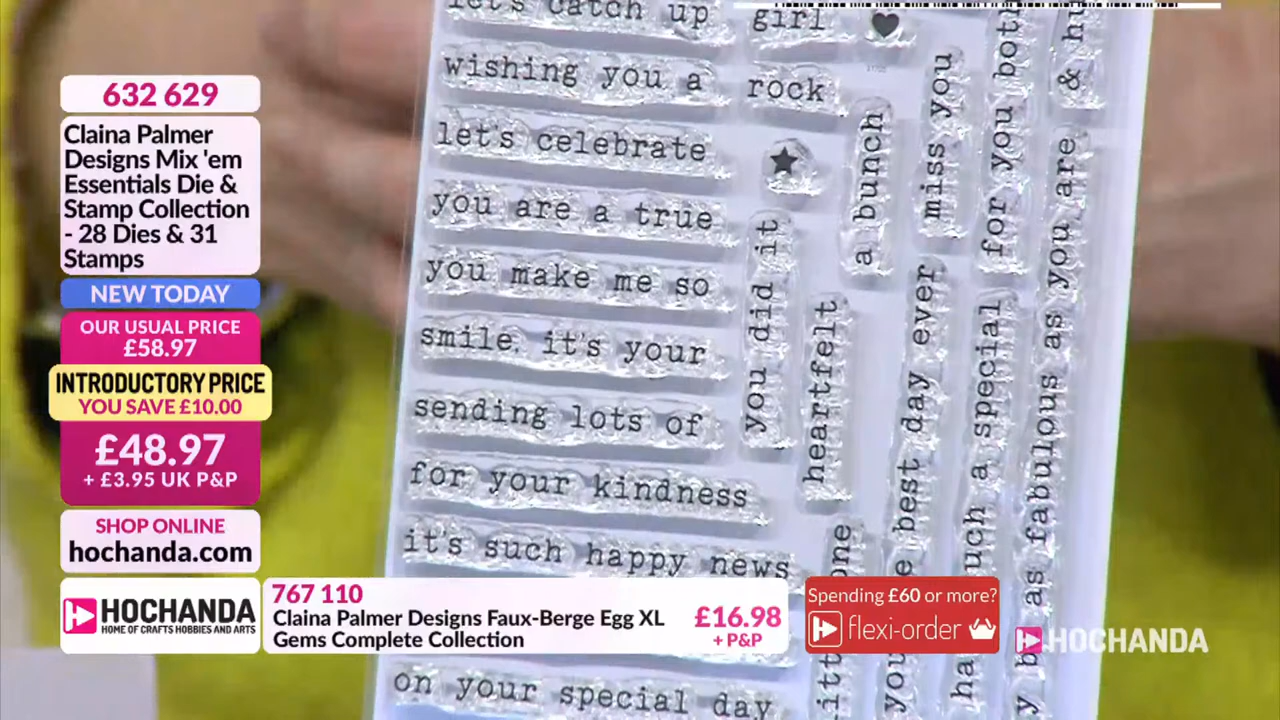 632 629
Claina Palmer
Designs Mix 'em
Essentials Die &
Stamp Collection
- 28 Dies & 31
Stamps
NEW TODAY
OUR USUAL PRICE
£58.97
INTRODUCTORY PRICE
YOU SAVE £10.00
£48.97
+ £3.95 UK P&P
SHOP ONLINE
hochanda.com
HOCHANDA
HOME OF CRAFTS HOBBIES AND ARTS
767 110
Claina Palmer Designs Faux-Berge Egg XL
Gems Complete Collection
£16.98
+ P&P
Spending £60 or more?
flexi-order
HOCHANDA
let's catch up
wishing you a
let's celebrate
you are a true
you make me so
smile. it's your
sending lots of
for your kindness
it's such happy news
on your special day
girl
rock
you did it
heartfelt
a bunch
miss you
best day ever
for you both
such a special
&
as fabulous as you are